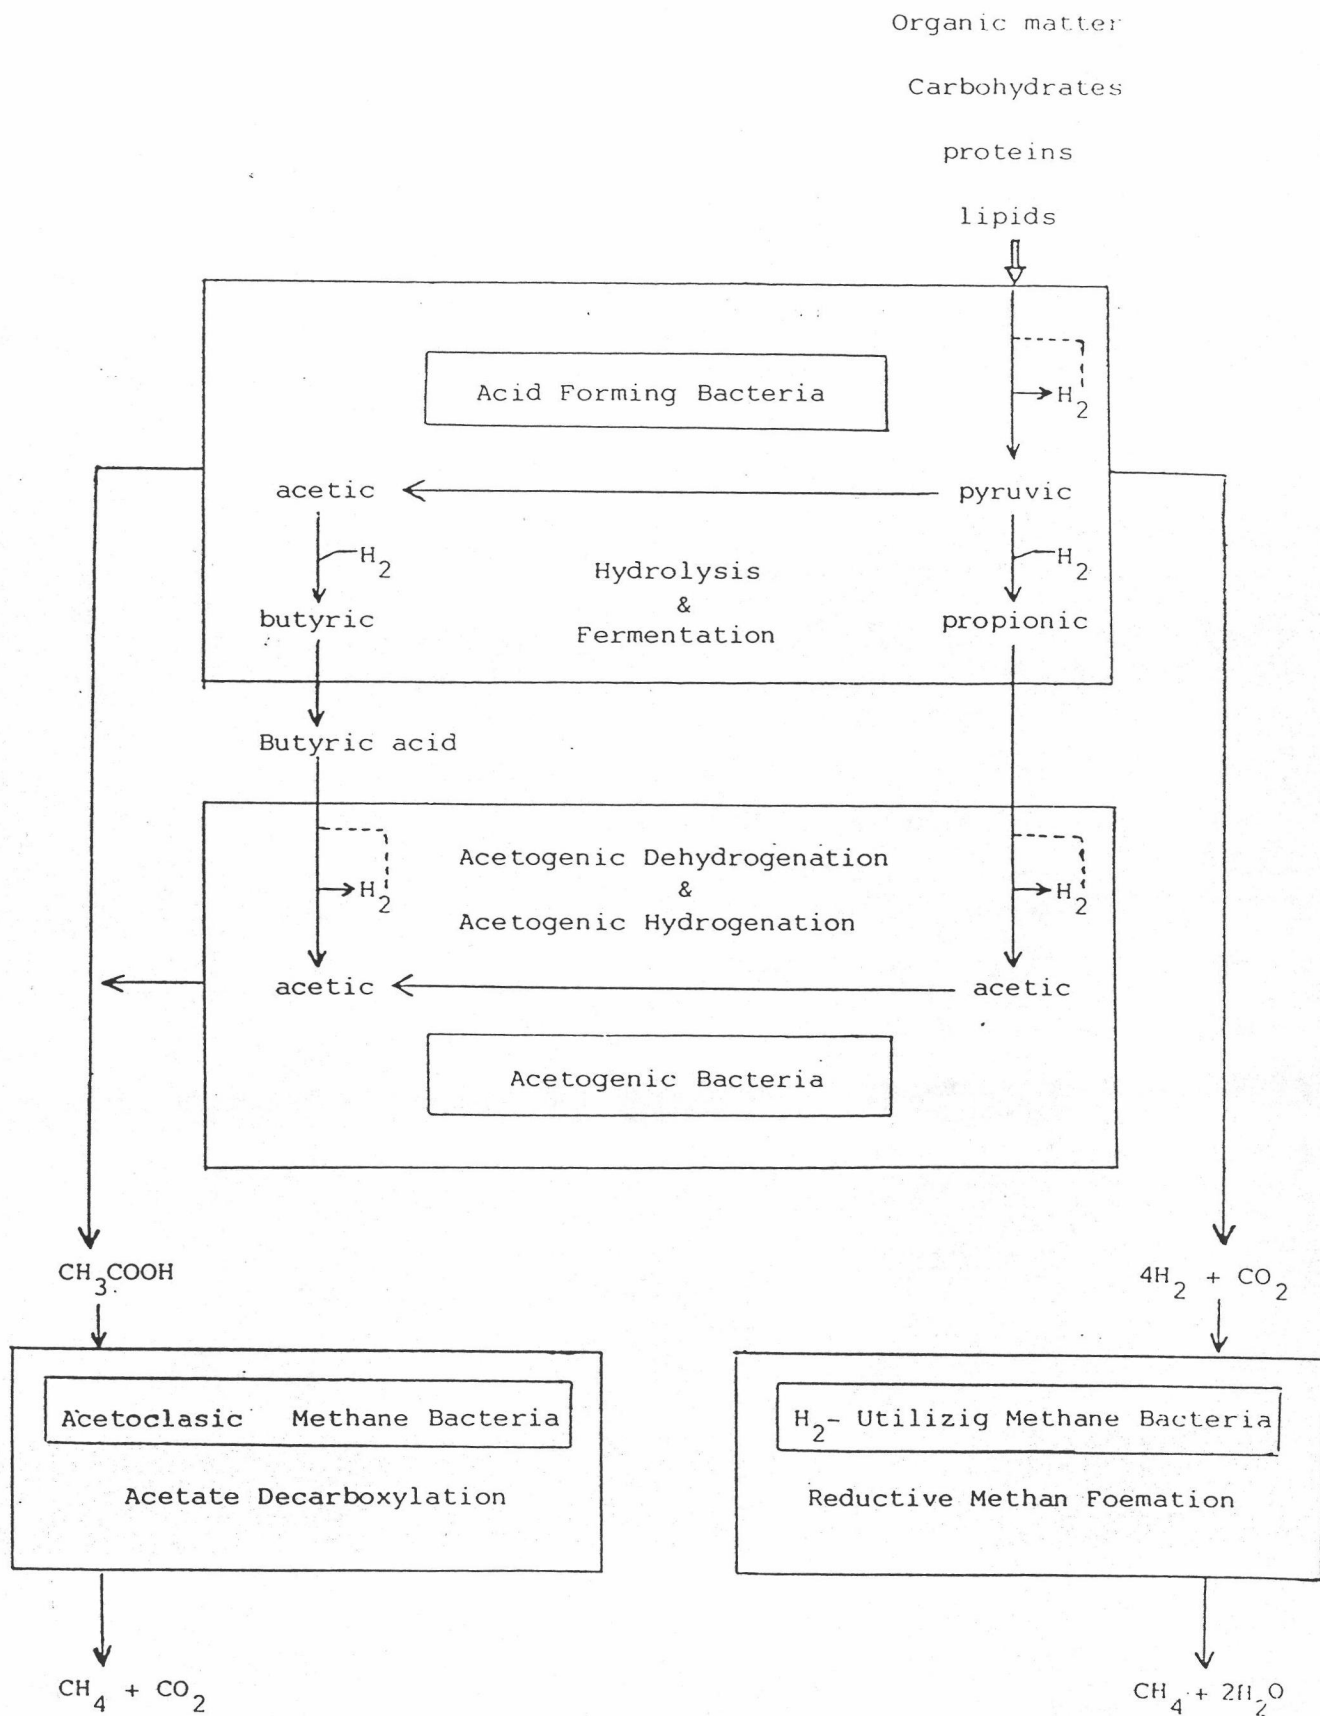 Organic matter
Carbohydrates
proteins
lipids
Acid Forming Bacteria
H2
acetic
pyruvic
H2
Hydrolysis
&
Fermentation
H2
butyric
propionic
Butyric acid
Acetogenic Dehydrogenation
&
Acetogenic Hydrogenation
H2
H2
acetic
acetic
Acetogenic Bacteria
CH3COOH
4H2 + CO2
Acetoclasic Methane Bacteria
Acetate Decarboxylation
H2- Utilizig Methane Bacteria
Reductive Methan Foemation
CH4 + CO2
CH4 + 2H2O